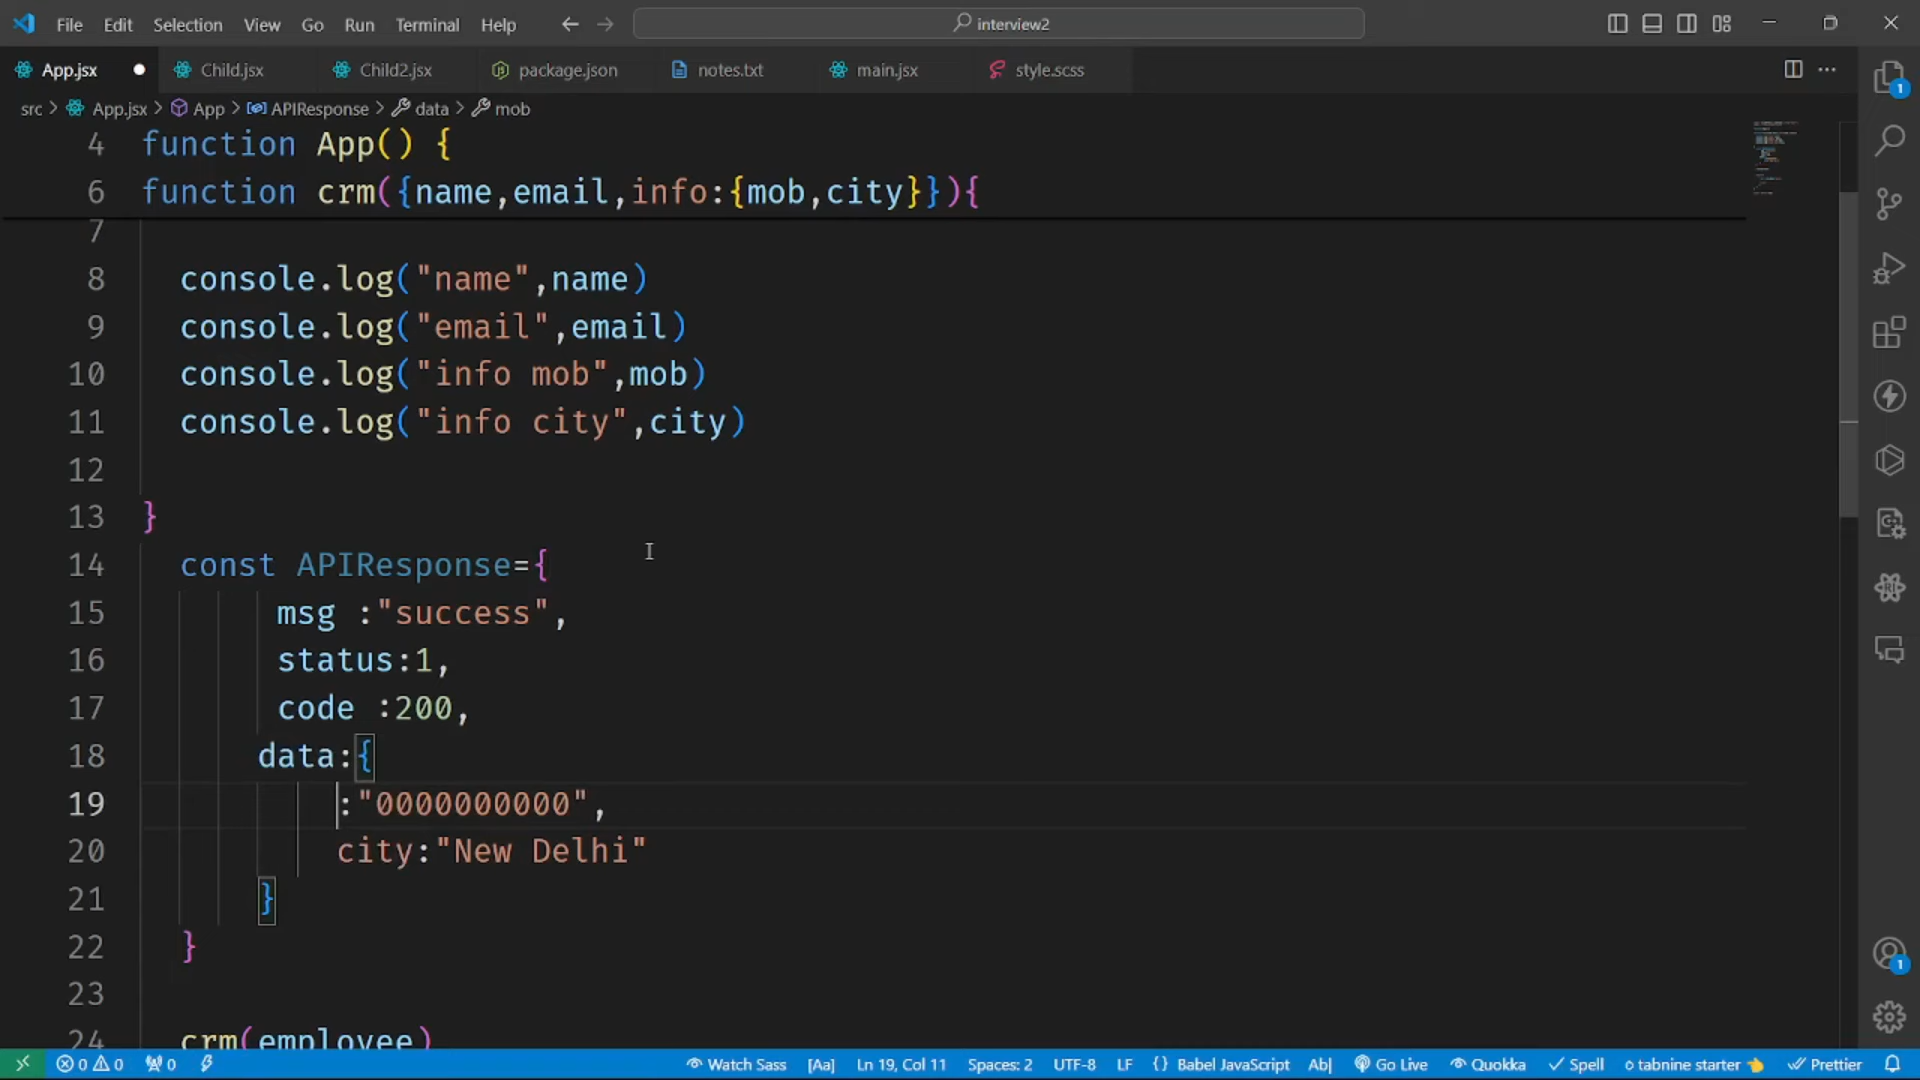 File Edit Selection View Go Run Terminal Help interview2
App.jsx Child.jsx Child2.jsx package.json notes.txt main.jsx style.scss
src > App.jsx > App > APIResponse > data > mob
4 function App() {
6 function crm({name,email,info:{mob,city}}){
7
8 console.log("name",name)
9 console.log("email",email)
10 console.log("info mob",mob)
11 console.log("info city",city)
12
13 }
14 const APIResponse={
15 msg :"success",
16 status:1,
17 code :200,
18 data:{
19 :"0000000000",
20 city:"New Delhi"
21 }
22 }
23
24 crm(employee)
0 0 0 Watch Sass [Aa] Ln 19, Col 11 Spaces: 2 UTF-8 LF {} Babel JavaScript Ab| Go Live Quokka Spell tabnine starter Prettier
1
1